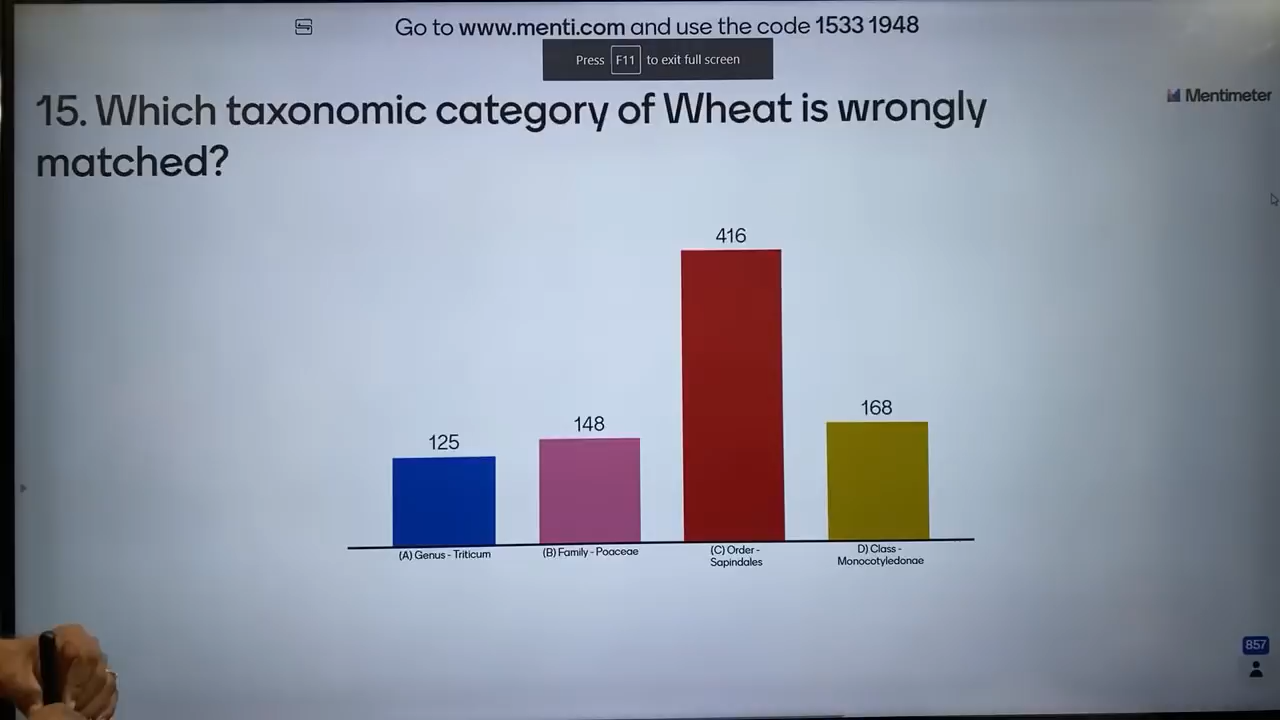 Go to www.menti.com and use the code 1533 1948
Press F11 to exit full screen
Mentimeter
15. Which taxonomic category of Wheat is wrongly
matched?
416
168
148
125
(A) Genus - Triticum
(B) Family - Poaceae
(C) Order -
Sapindales
D) Class -
Monocotyledonae
857